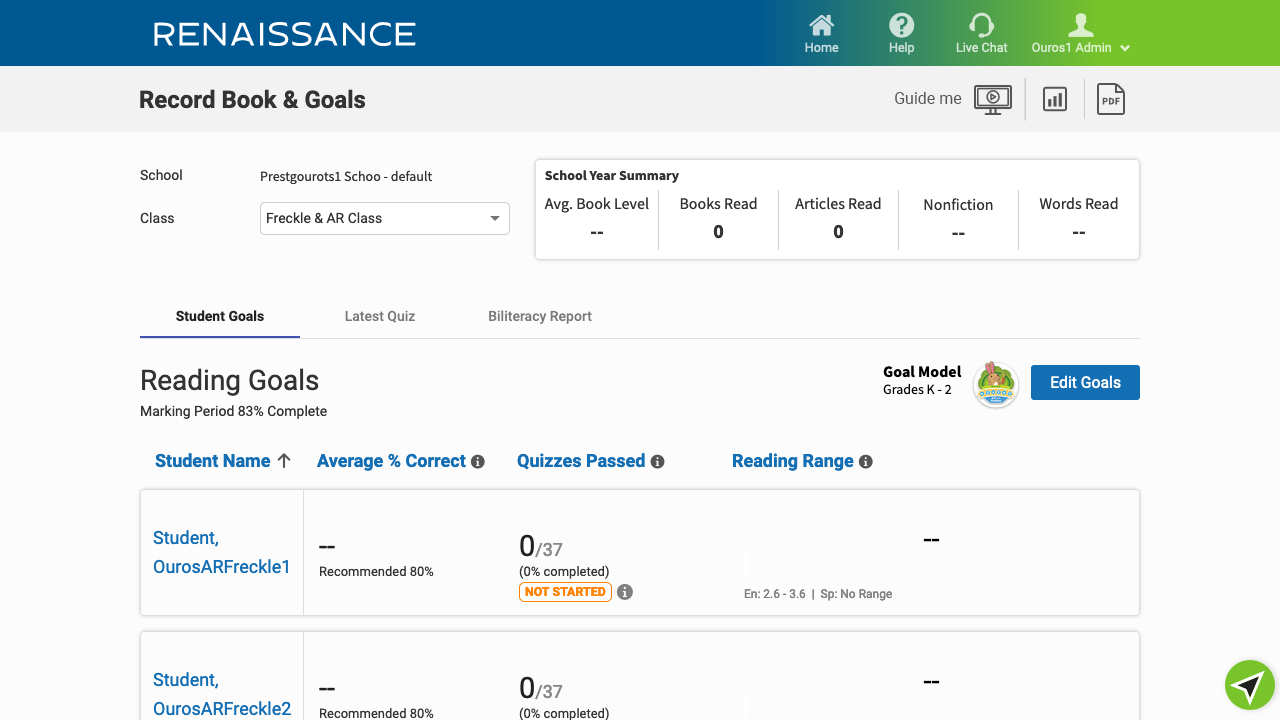 RENAISSANCE
Home
Help
Live Chat
Ouros1 Admin
Record Book & Goals
Guide me
PDF
School
Prestgourots1 Schoo - default
Class
Freckle & AR Class
School Year Summary
Avg. Book Level
--
Books Read
0
Articles Read
0
Nonfiction
--
Words Read
--
Student Goals
Latest Quiz
Biliteracy Report
Reading Goals
Marking Period 83% Complete
Goal Model
Grades K - 2
Edit Goals
Student Name
Average % Correct
Quizzes Passed
Reading Range
Student,
OurosARFreckle1
--
Recommended 80%
0/37
(0% completed)
NOT STARTED
--
En: 2.6 - 3.6 | Sp: No Range
Student,
OurosARFreckle2
--
Recommended 80%
0/37
(0% completed)
--